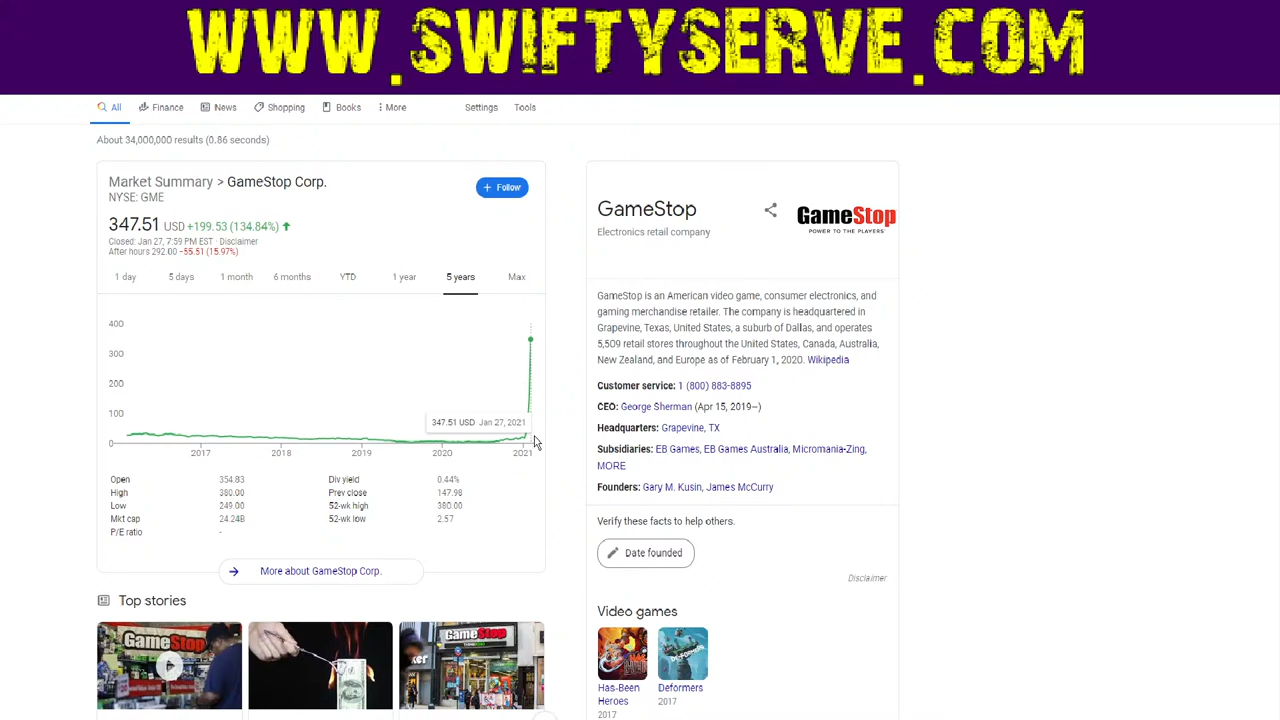 WWW.SWIFTYSERVE.COM
All Finance News Shopping Books More Settings Tools
About 34,000,000 results (0.86 seconds)
Market Summary > GameStop Corp.
NYSE: GME
+ Follow
347.51 USD +199.53 (134.84%)
Closed: Jan 27, 7:59 PM EST · Disclaimer
After hours 292.00 −55.51 (15.97%)
1 day 5 days 1 month 6 months YTD 1 year 5 years Max
400
300
200
100
0
347.51 USD Jan 27, 2021
2017 2018 2019 2020 2021
Open 354.83 Div yield 0.44%
High 380.00 Prev close 147.98
Low 249.00 52-wk high 380.00
Mkt cap 24.24B 52-wk low 2.57
P/E ratio -
More about GameStop Corp.
Top stories
GameStop
GameStop
GameStop
Electronics retail company
GameStop
POWER TO THE PLAYERS
GameStop is an American video game, consumer electronics, and
gaming merchandise retailer. The company is headquartered in
Grapevine, Texas, United States, a suburb of Dallas, and operates
5,509 retail stores throughout the United States, Canada, Australia,
New Zealand, and Europe as of February 1, 2020. Wikipedia
Customer service: 1 (800) 883-8895
CEO: George Sherman (Apr 15, 2019–)
Headquarters: Grapevine, TX
Subsidiaries: EB Games, EB Games Australia, Micromania-Zing,
MORE
Founders: Gary M. Kusin, James McCurry
Verify these facts to help others.
Date founded
Disclaimer
Video games
Has-Been
Heroes
2017
Deformers
2017